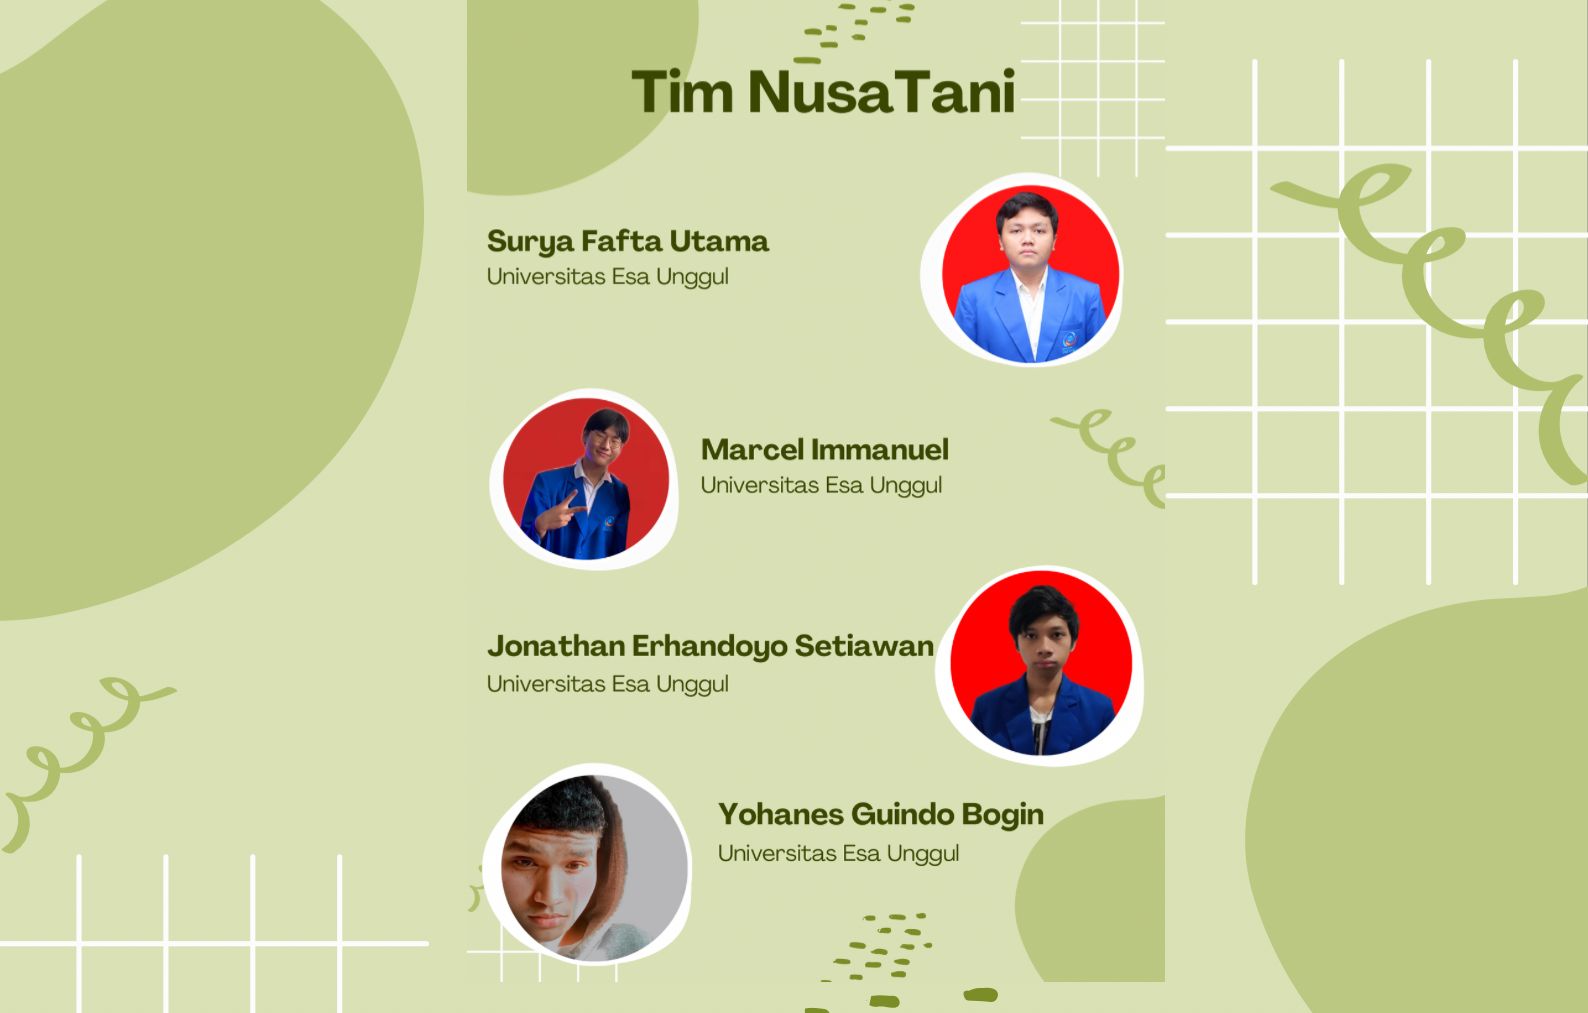 Tim NusaTani
Surya Fafta Utama
Universitas Esa Unggul
Marcel Immanuel
Universitas Esa Unggul
Jonathan Erhandoyo Setiawan
Universitas Esa Unggul
Yohanes Guindo Bogin
Universitas Esa Unggul